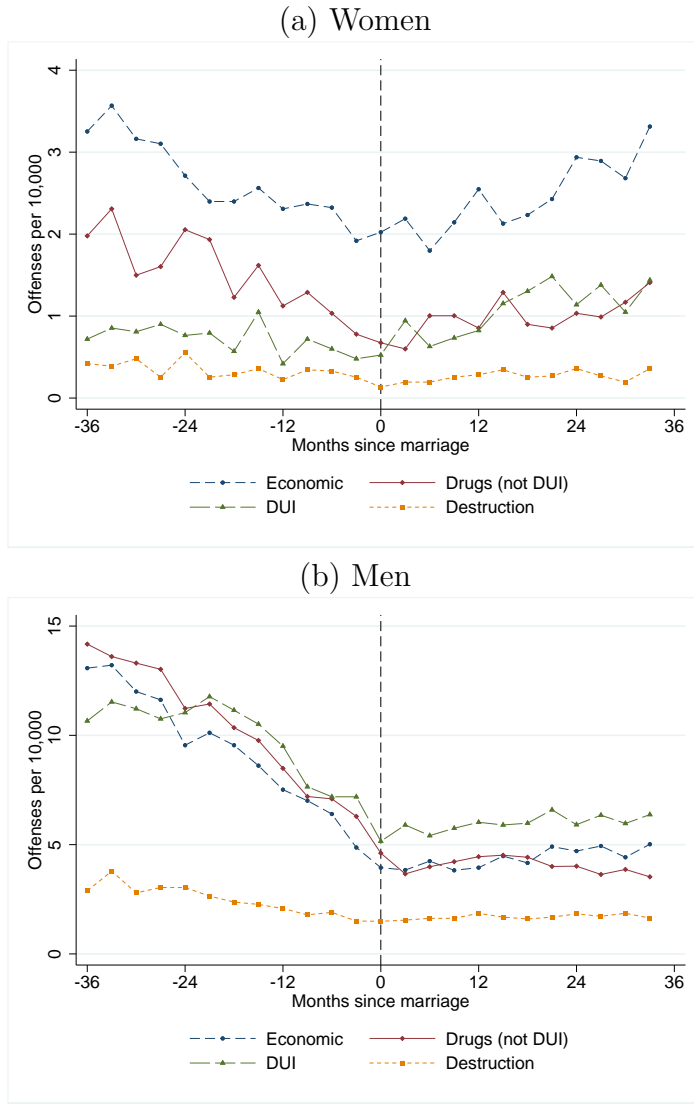 (a) Women
Offenses per 10,000
4
3
2
1
0
-36 -24 -12 0 12 24 36
Months since marriage
Economic Drugs (not DUI)
DUI Destruction
(b) Men
Offenses per 10,000
15
10
5
0
-36 -24 -12 0 12 24 36
Months since marriage
Economic Drugs (not DUI)
DUI Destruction